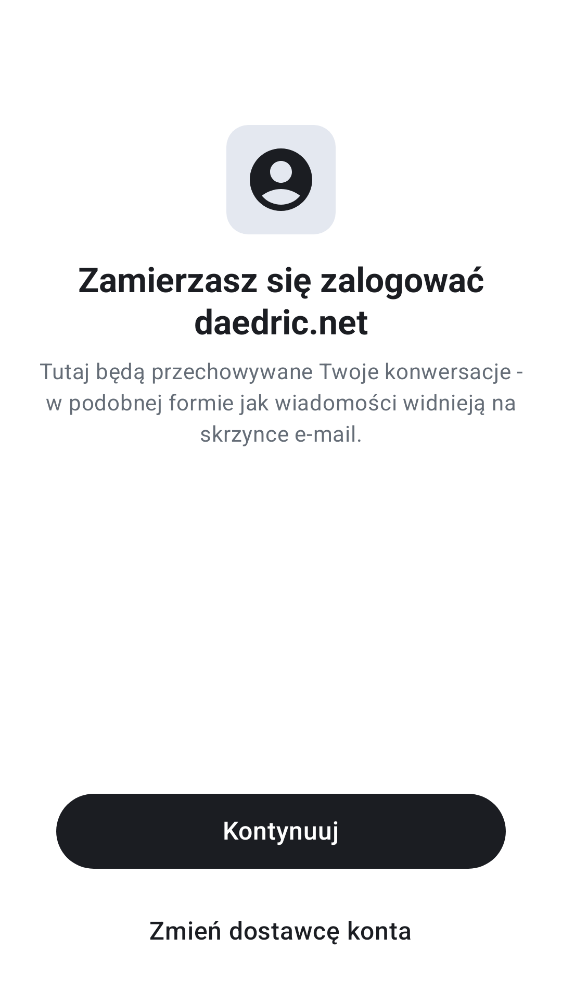 Zamierzasz się zalogować
daedric.net
Tutaj będą przechowywane Twoje konwersacje -
w podobnej formie jak wiadomości widnieją na
skrzynce e-mail.
Kontynuuj
Zmień dostawcę konta